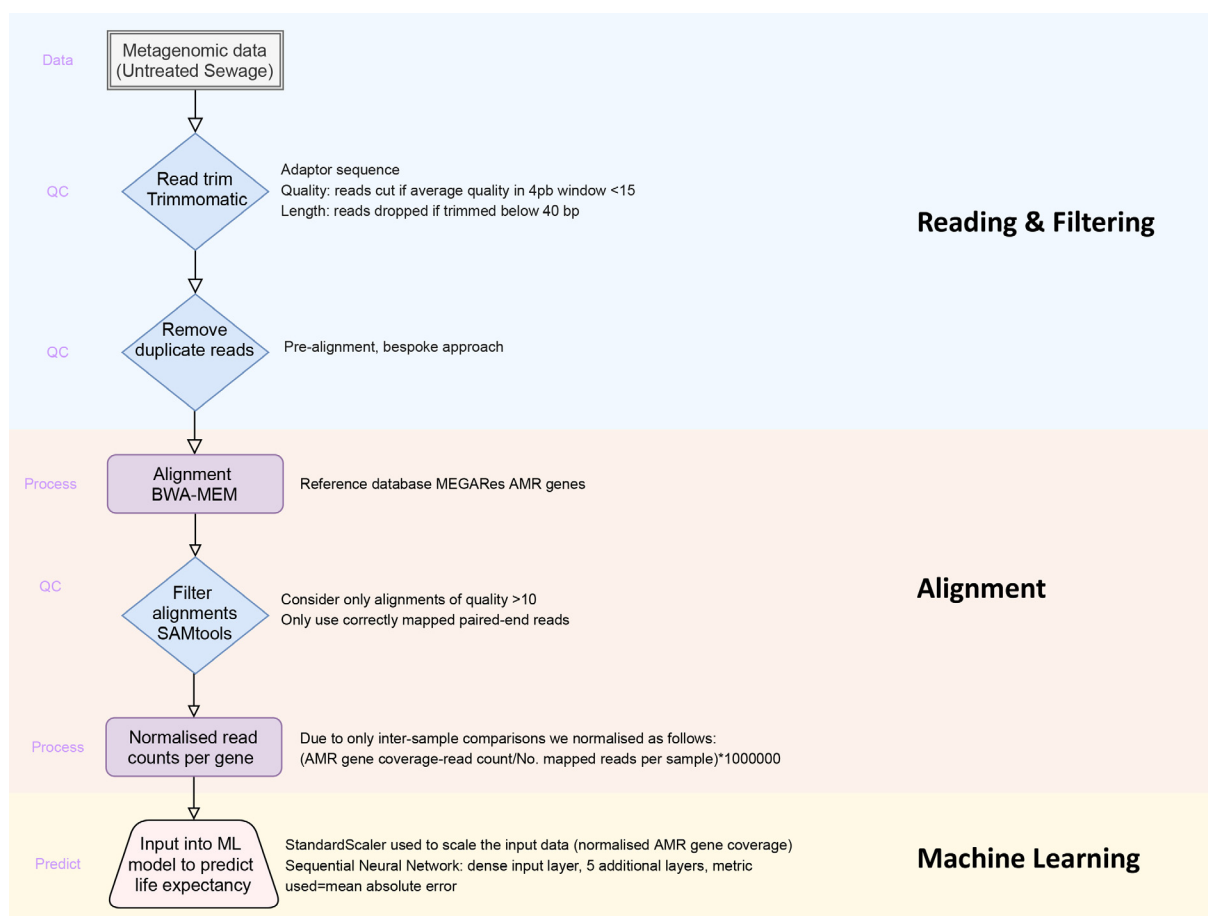 Data
Metagenomic data
(Untreated Sewage)
QC
Read trim
Trimmomatic
Adaptor sequence
Quality: reads cut if average quality in 4pb window <15
Length: reads dropped if trimmed below 40 bp
Reading & Filtering
QC
Remove
duplicate reads
Pre-alignment, bespoke approach
Process
Alignment
BWA-MEM
Reference database MEGARes AMR genes
QC
Filter
alignments
SAMtools
Consider only alignments of quality >10
Only use correctly mapped paired-end reads
Alignment
Process
Normalised read
counts per gene
Due to only inter-sample comparisons we normalised as follows:
(AMR gene coverage-read count/No. mapped reads per sample)*1000000
Predict
Input into ML
model to predict
life expectancy
StandardScaler used to scale the input data (normalised AMR gene coverage)
Sequential Neural Network: dense input layer, 5 additional layers, metric
used=mean absolute error
Machine Learning